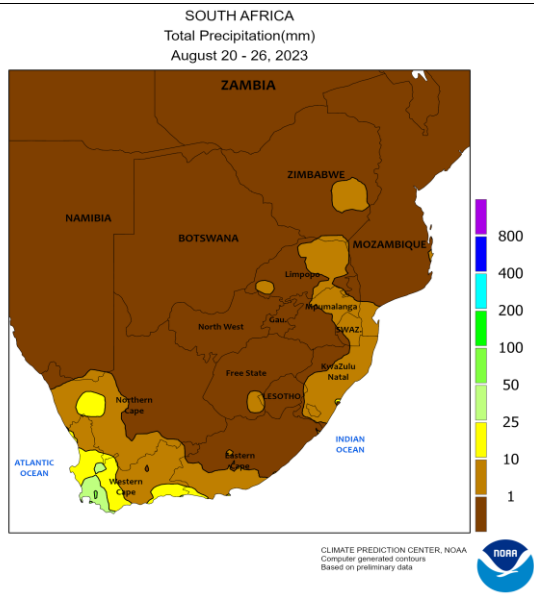 SOUTH AFRICA
Total Precipitation(mm)
August 20 - 26, 2023
ZAMBIA
ZIMBABWE
NAMIBIA
BOTSWANA
MOZAMBIQUE
Limpopo
Mpumalanga
North West
Gau.
SWAZ.
Free State
KwaZulu
Natal
LESOTHO
Northern
Cape
Eastern
Cape
Western
Cape
ATLANTIC
OCEAN
INDIAN
OCEAN
800
400
200
100
50
25
10
1
CLIMATE PREDICTION CENTER, NOAA
Computer generated contours
Based on preliminary data
NOAA